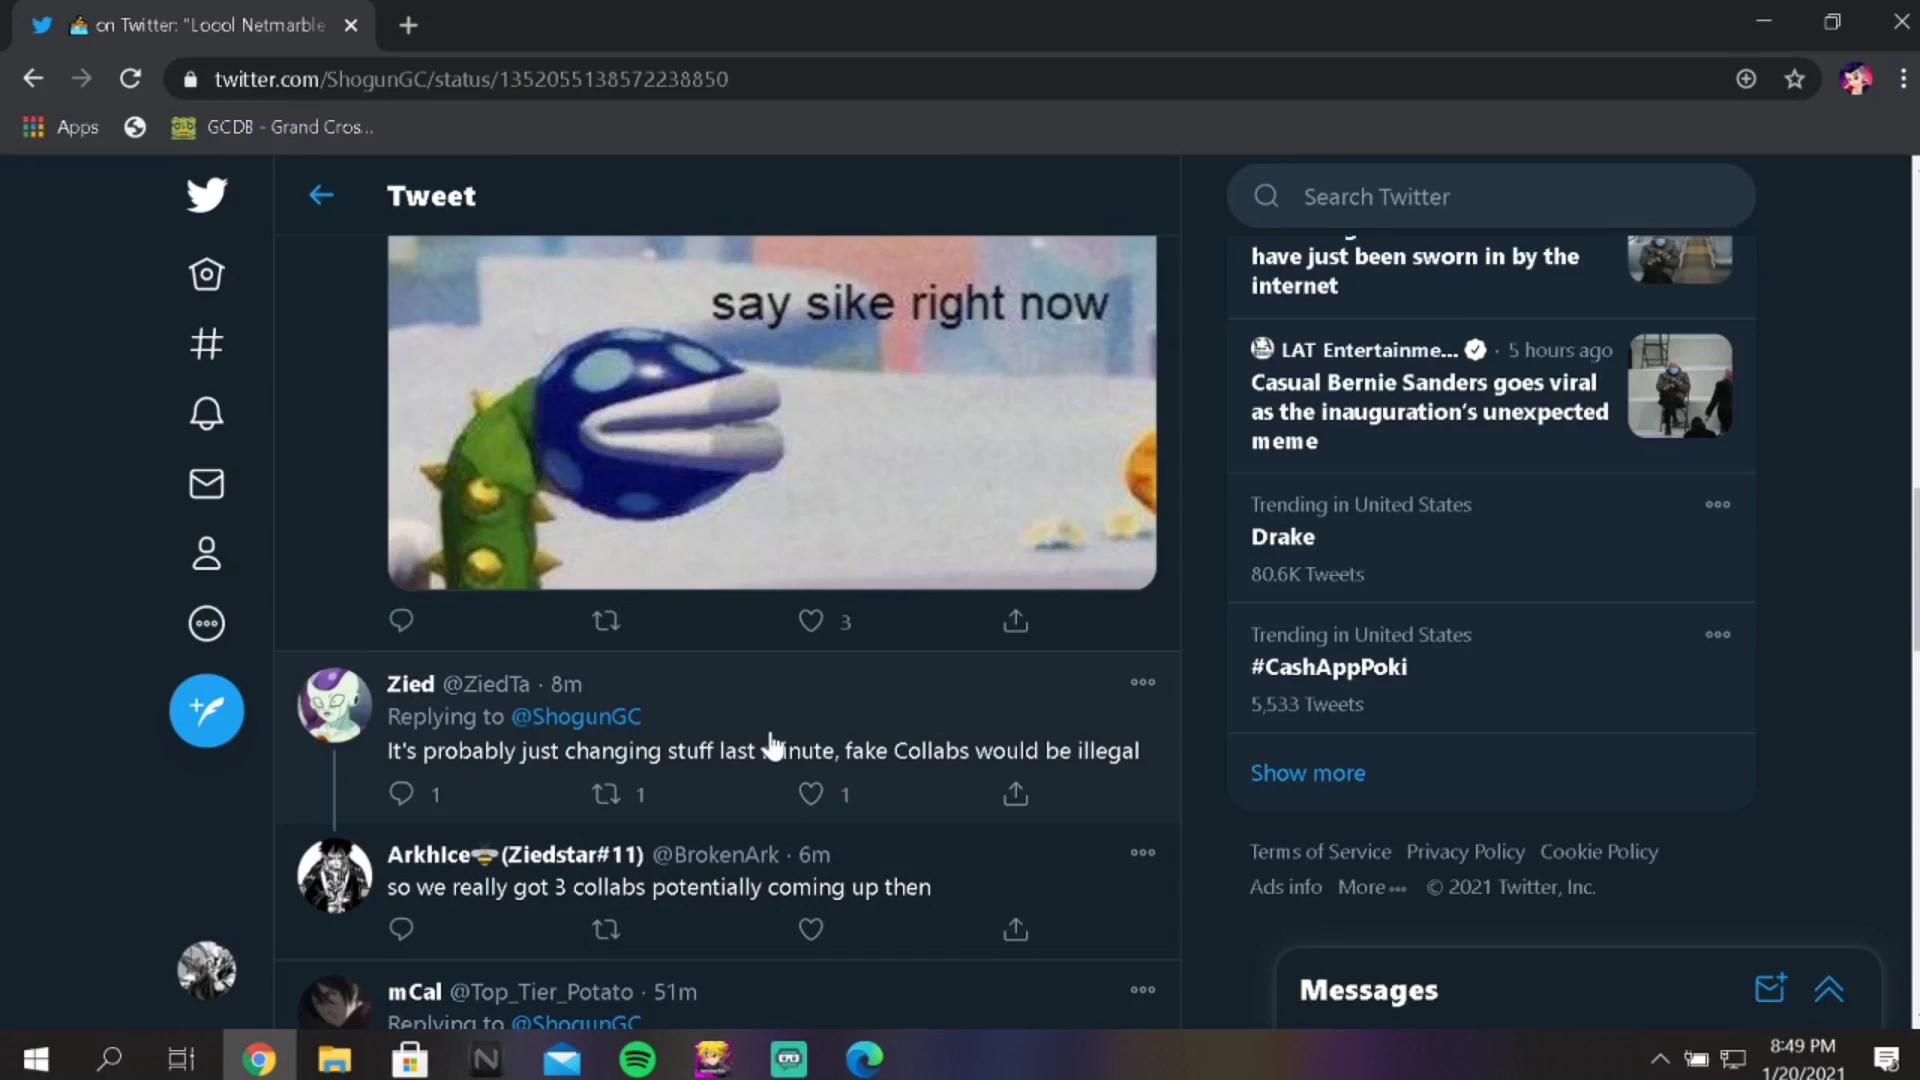 on Twitter: "Loool Netmarble
twitter.com/ShogunGC/status/1352055138572238850
Apps
GCDB - Grand Cros...
Tweet
say sike right now
3
Zied @ZiedTa · 8m
Replying to @ShogunGC
It's probably just changing stuff last minute, fake Collabs would be illegal
1 1 1
ArkhIce (Ziedstar#11) @BrokenArk · 6m
so we really got 3 collabs potentially coming up then
mCal @Top_Tier_Potato · 51m
Replying to @ShogunGC
Search Twitter
have just been sworn in by the
internet
LAT Entertainme... · 5 hours ago
Casual Bernie Sanders goes viral
as the inauguration's unexpected
meme
Trending in United States
Drake
80.6K Tweets
Trending in United States
#CashAppPoki
5,533 Tweets
Show more
Terms of Service Privacy Policy Cookie Policy
Ads info More © 2021 Twitter, Inc.
Messages
8:49 PM
1/20/2021